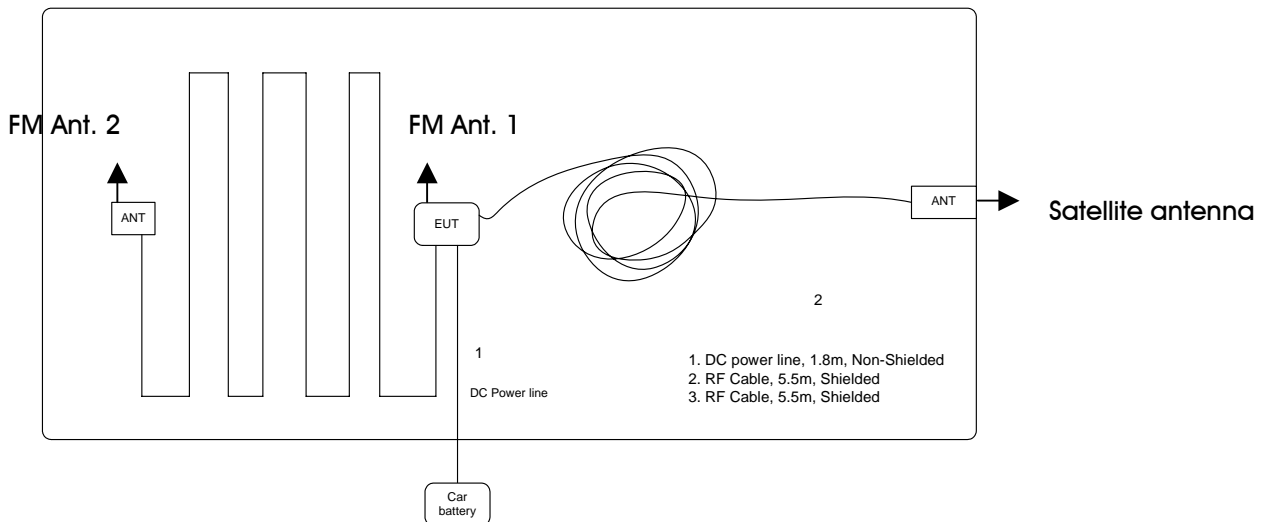 FM Ant. 2
FM Ant. 1
ANT
EUT
ANT
Satellite antenna
2
1
DC Power line
1. DC power line, 1.8m, Non-Shielded
2. RF Cable, 5.5m, Shielded
3. RF Cable, 5.5m, Shielded
Car
battery